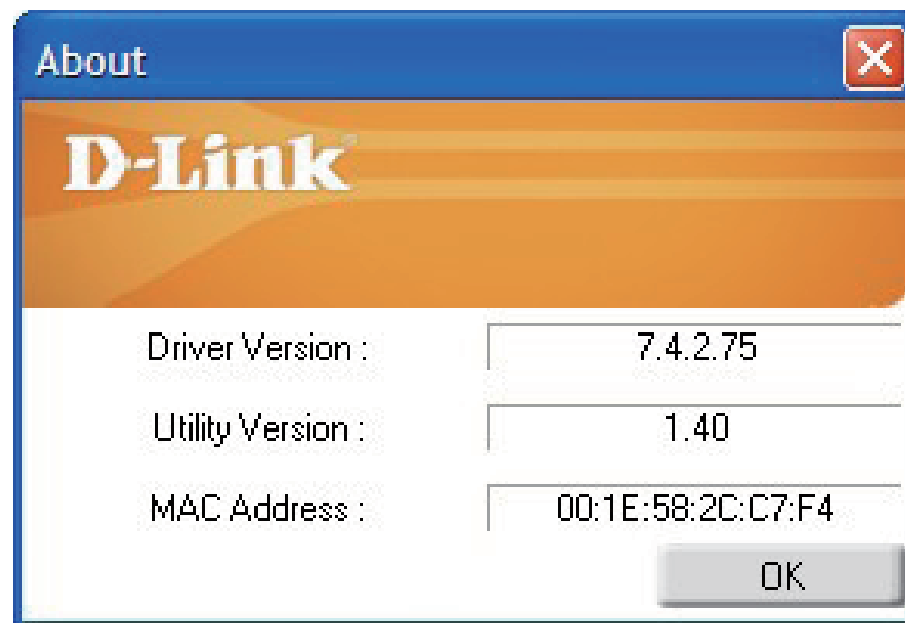 About
D-Link
Driver Version : 7.4.2.75
Utility Version : 1.40
MAC Address : 00:1E:58:2C:C7:F4
OK